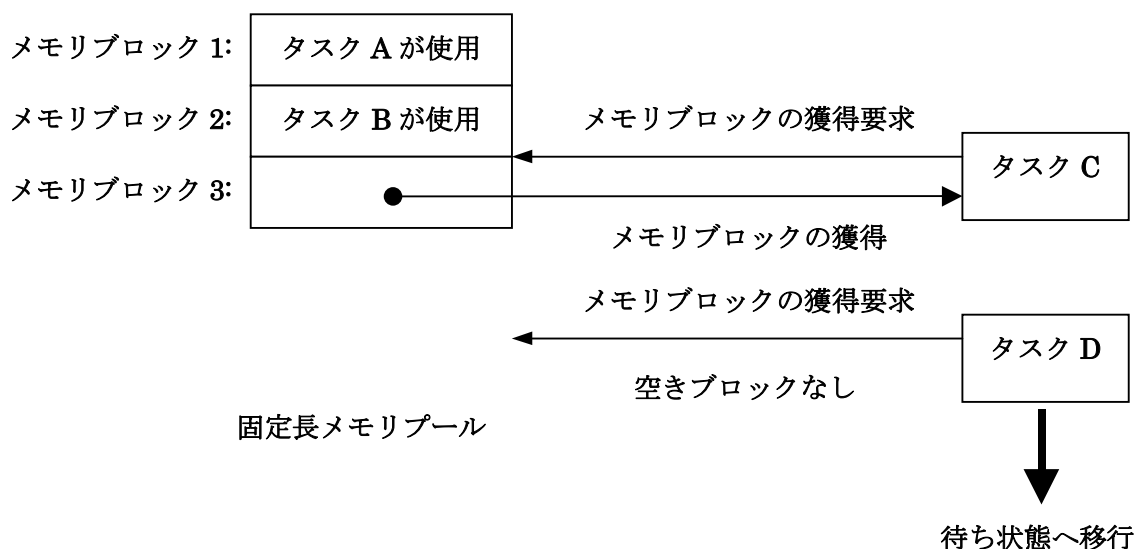 メモリブロック 1:
タスク A が使用
メモリブロック 2:
タスク B が使用
メモリブロックの獲得要求
タスク C
メモリブロック 3:
メモリブロックの獲得
メモリブロックの獲得要求
タスク D
空きブロックなし
固定長メモリプール
待ち状態へ移行